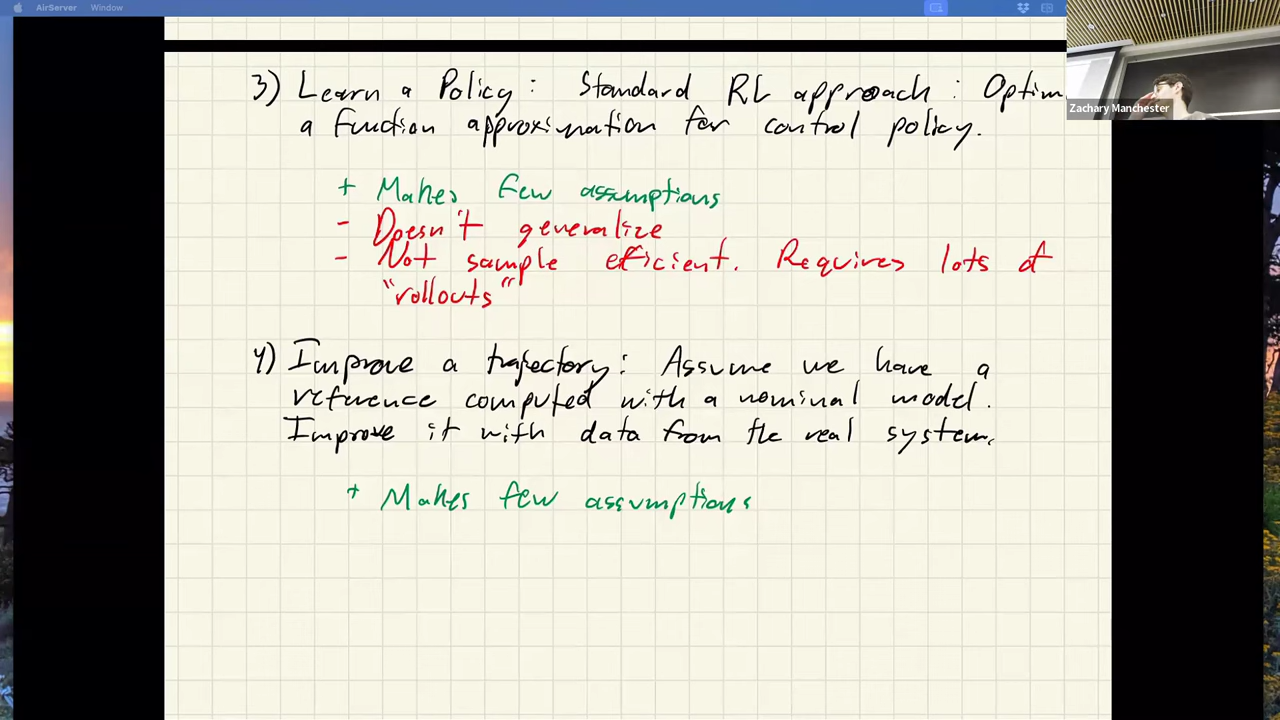 AirServer Window
Zachary Manchester
3) Learn a Policy: Standard RL approach: Optim
a function approximation for control policy.
+ Makes few assumptions
- Doesn't generalize
- Not sample efficient. Requires lots of
"rollouts"
4) Improve a trajectory: Assume we have a
reference computed with a nominal model.
Improve it with data from the real system.
+ Makes few assumptions